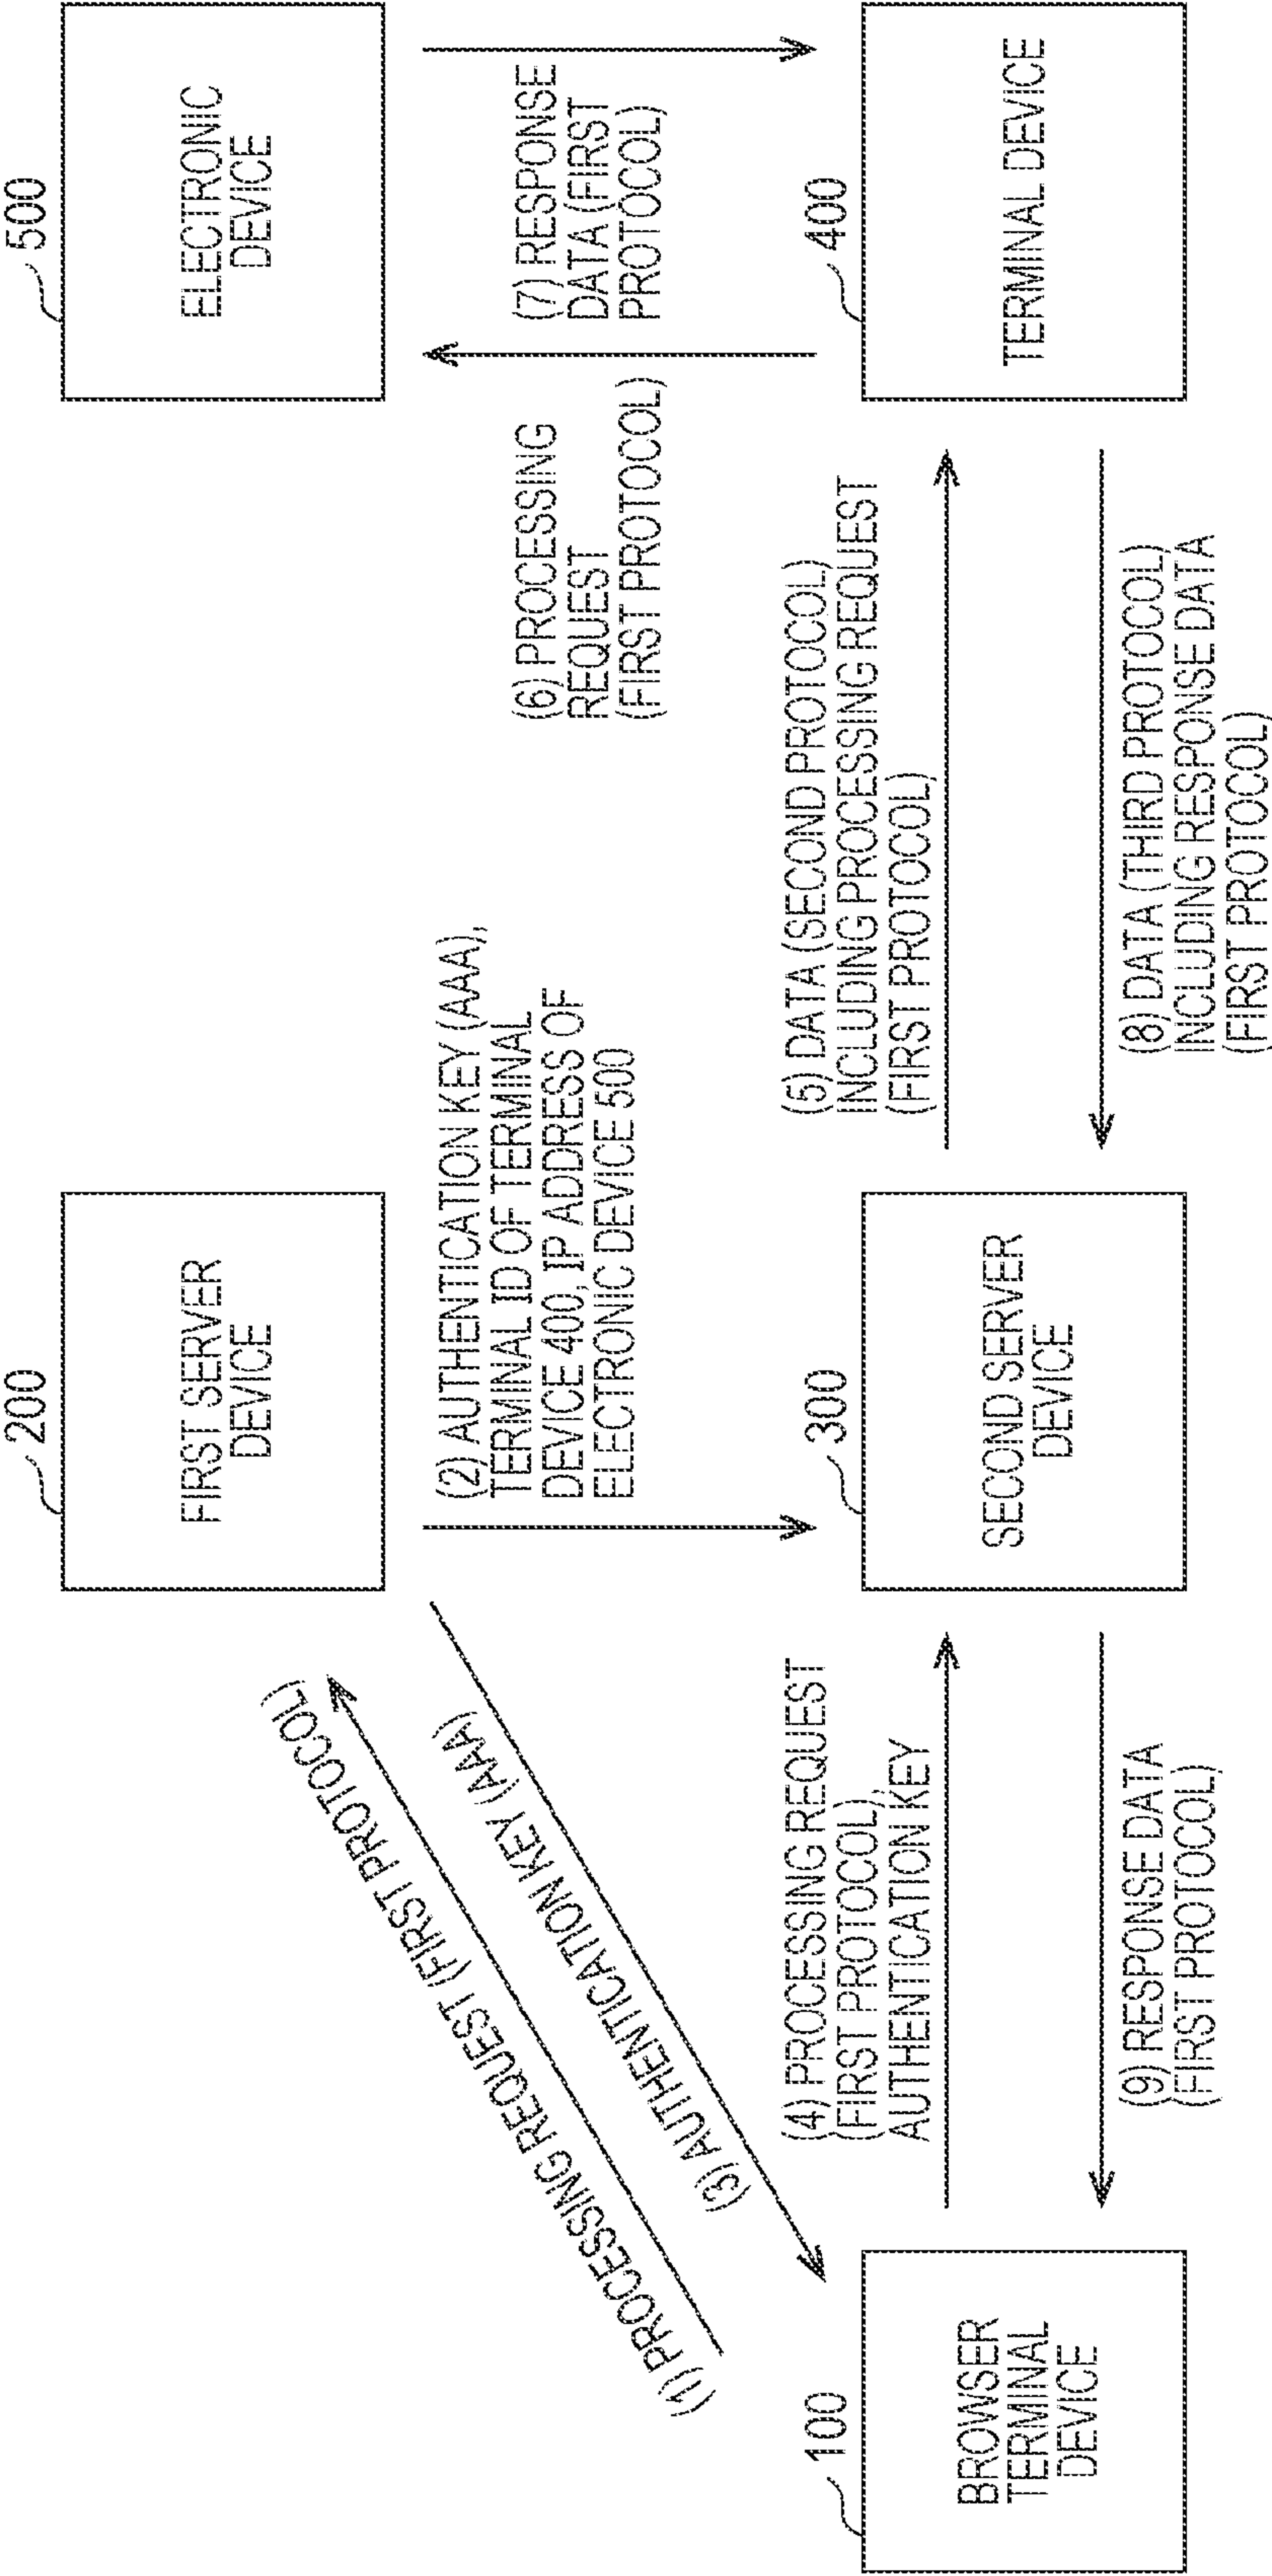 500
ELECTRONIC
DEVICE
(7) RESPONSE
DATA (FIRST
PROTOCOL)
(6) PROCESSING
REQUEST
(FIRST PROTOCOL)
400
TERMINAL DEVICE
200
FIRST SERVER
DEVICE
(2) AUTHENTICATION KEY (AAA),
TERMINAL ID OF TERMINAL
DEVICE 400, IP ADDRESS OF
ELECTRONIC DEVICE 500
(5) DATA (SECOND PROTOCOL)
INCLUDING PROCESSING REQUEST
(FIRST PROTOCOL)
(8) DATA (THIRD PROTOCOL)
INCLUDING RESPONSE DATA
(FIRST PROTOCOL)
300
SECOND SERVER
DEVICE
(1) PROCESSING REQUEST (FIRST PROTOCOL)
(3) AUTHENTICATION KEY (AAA)
(4) PROCESSING REQUEST
(FIRST PROTOCOL),
AUTHENTICATION KEY
(9) RESPONSE DATA
(FIRST PROTOCOL)
100
BROWSER
TERMINAL
DEVICE